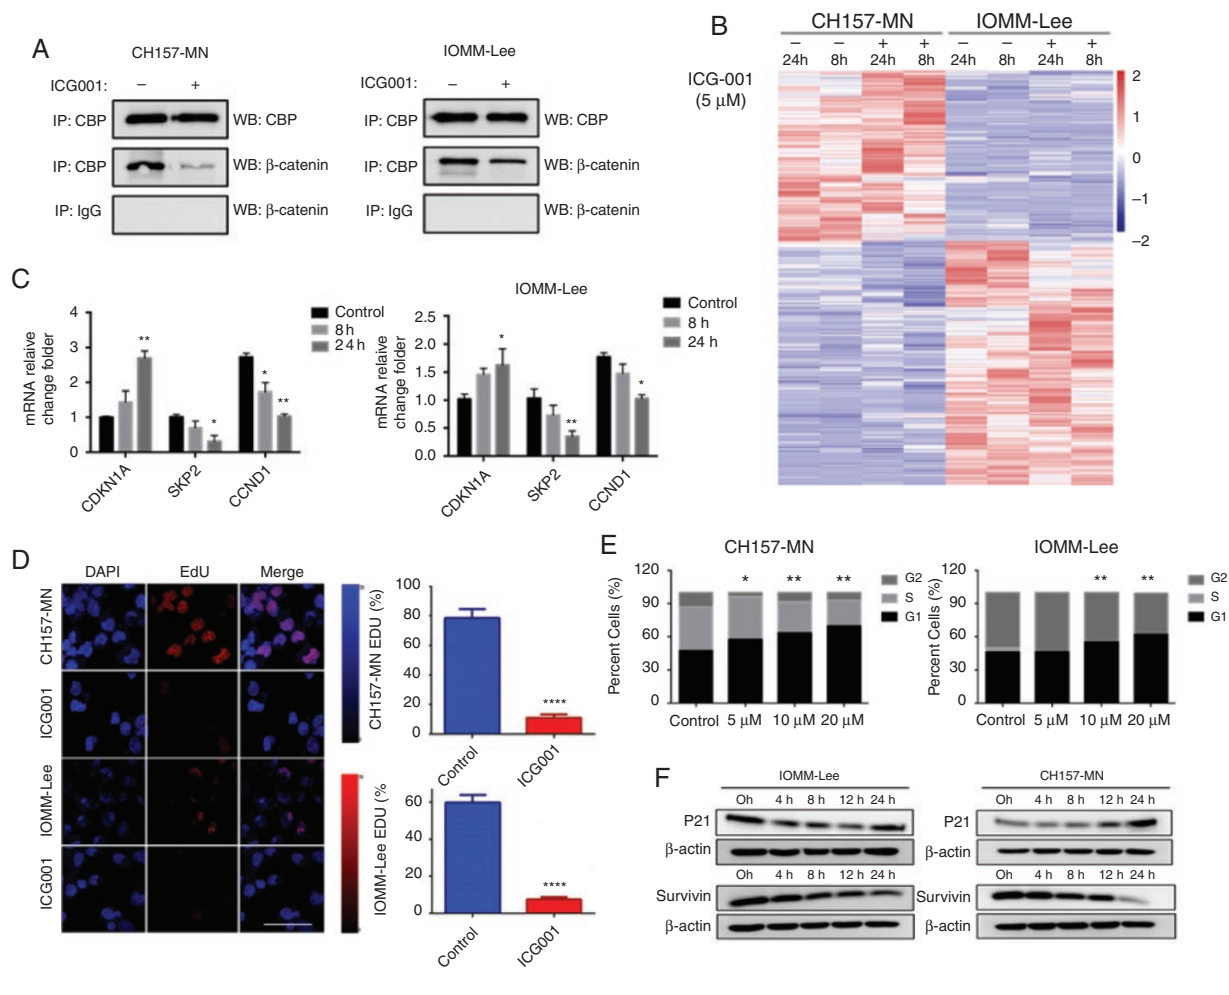 A
CH157-MN
IOMM-Lee
ICG001: – +
ICG001: – +
IP: CBP WB: CBP
IP: CBP WB: CBP
IP: CBP WB: β-catenin
IP: CBP WB: β-catenin
IP: IgG WB: β-catenin
IP: IgG WB: β-catenin
B
CH157-MN IOMM-Lee
– – + + – – + +
24h 8h 24h 8h 24h 8h 24h 8h
ICG-001
(5 μM)
2
1
0
–1
–2
C
mRNA relaive
change folder
4
3
2
1
0
** * * **
CDKN1A
SKP2
CCND1
Control
8h
24h
IOMM-Lee
mRNA relative
change folder
2.5
2.0
1.5
1.0
0.5
0.0
* ** *
CDKN1A
SKP2
CCND1
Control
8 h
24 h
D
DAPI EdU Merge
CH157-MN
ICG001
IOMM-Lee
ICG001
CH157-MN EDU (%)
100
80
60
40
20
0
****
Control
ICG001
IOMM-Lee EDU (%
60
40
20
0
****
Control
ICG001
E
CH157-MN
Percent Cells (%)
120
90
60
30
0
* ** **
Control 5 μM 10 μM 20 μM
G2
S
G1
IOMM-Lee
Percent Cells (%)
120
90
60
30
0
** **
Control 5 μM 10 μM 20 μM
G2
S
G1
F
IOMM-Lee
Oh 4 h 8 h 12 h 24 h
P21
β-actin
Oh 4 h 8 h 12 h 24 h
Survivin
β-actin
CH157-MN
Oh 4 h 8 h 12 h 24 h
P21
β-actin
Oh 4 h 8 h 12 h 24 h
Survivin
β-actin